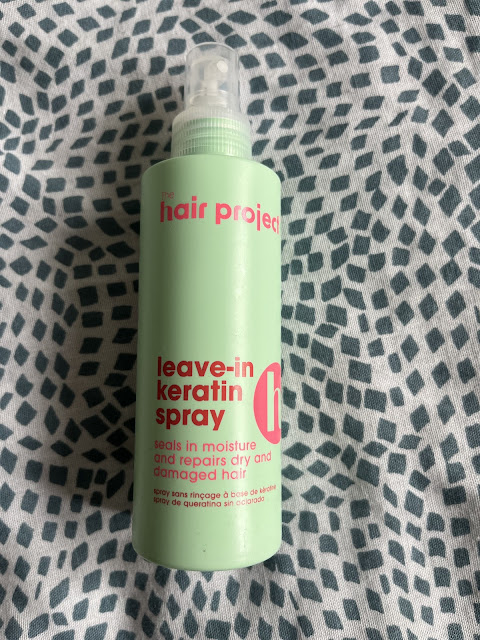 the
hair project
leave-in
keratin
spray
h
seals in moisture
and repairs dry and
damaged hair
spray sans rinçage à base de kératine
spray de queratina sin aclarado